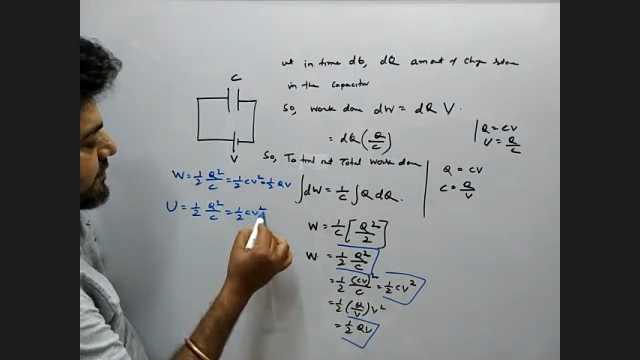 C
V
let in time dt, dQ amount of charge store
in the capacitor
So, work done dW = dQ V.
= dQ (Q/C)
Q = CV
V = Q/C
So, To find out Total work done
∫dW = 1/C ∫Q dQ.
Q = CV
C = Q/V
W = 1/C [Q²/2]
W = 1/2 Q²/C
= 1/2 (CV)²/C = 1/2 CV²
= 1/2 (Q/V) V²
= 1/2 QV
W = 1/2 Q²/C = 1/2 CV² = 1/2 QV
U = 1/2 Q²/C = 1/2 CV²